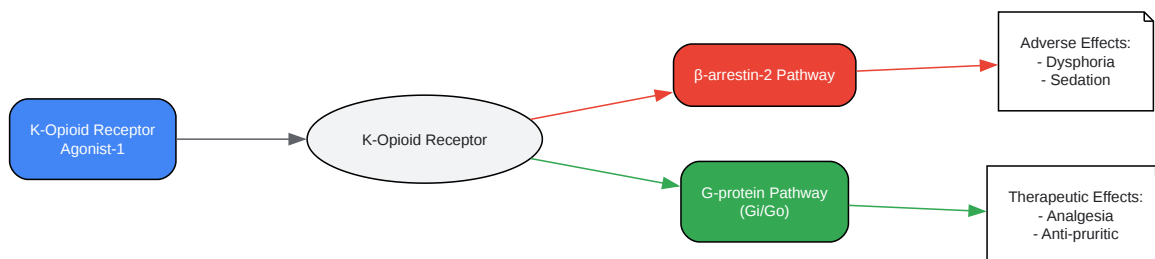 K-Opioid Receptor
Agonist-1
K-Opioid Receptor
β-arrestin-2 Pathway
Adverse Effects:
- Dysphoria
- Sedation
G-protein Pathway
(Gi/Go)
Therapeutic Effects:
- Analgesia
- Anti-pruritic